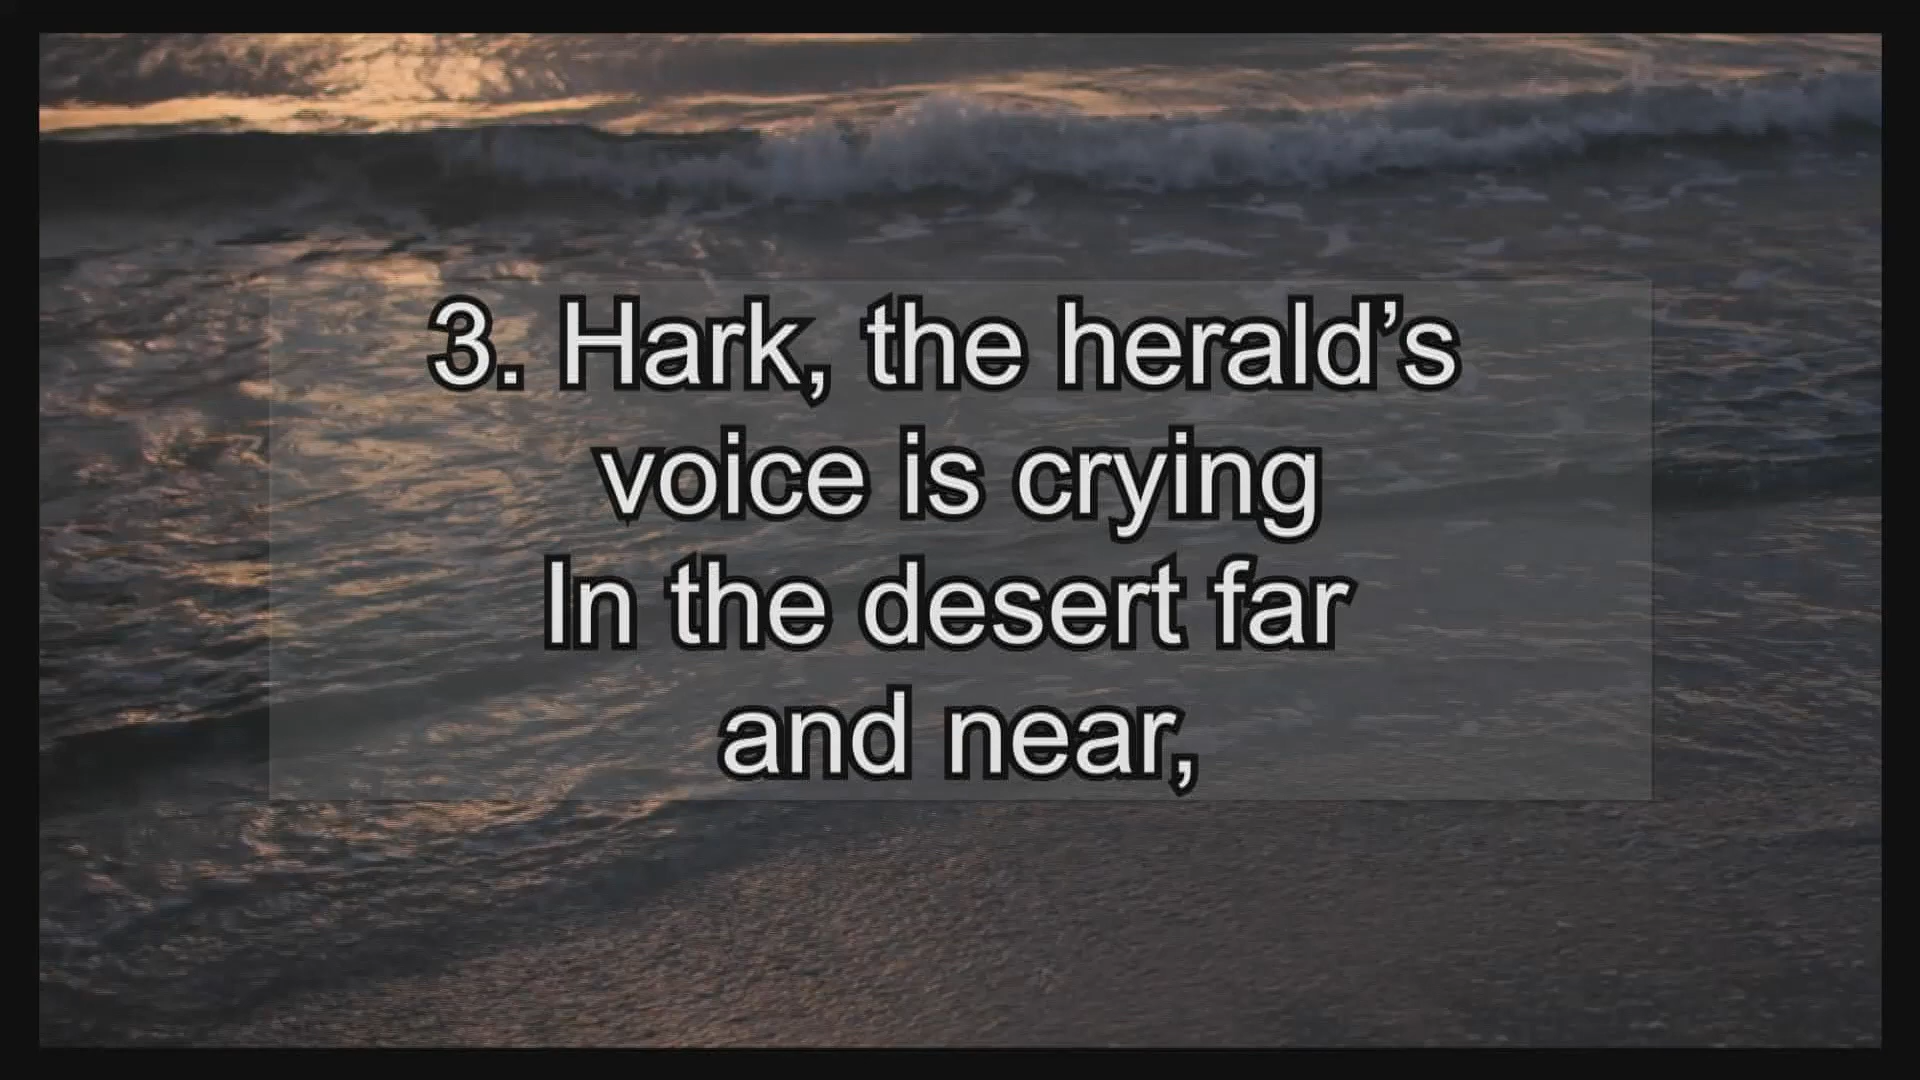 3. Hark, the herald’s
voice is crying
In the desert far
and near,